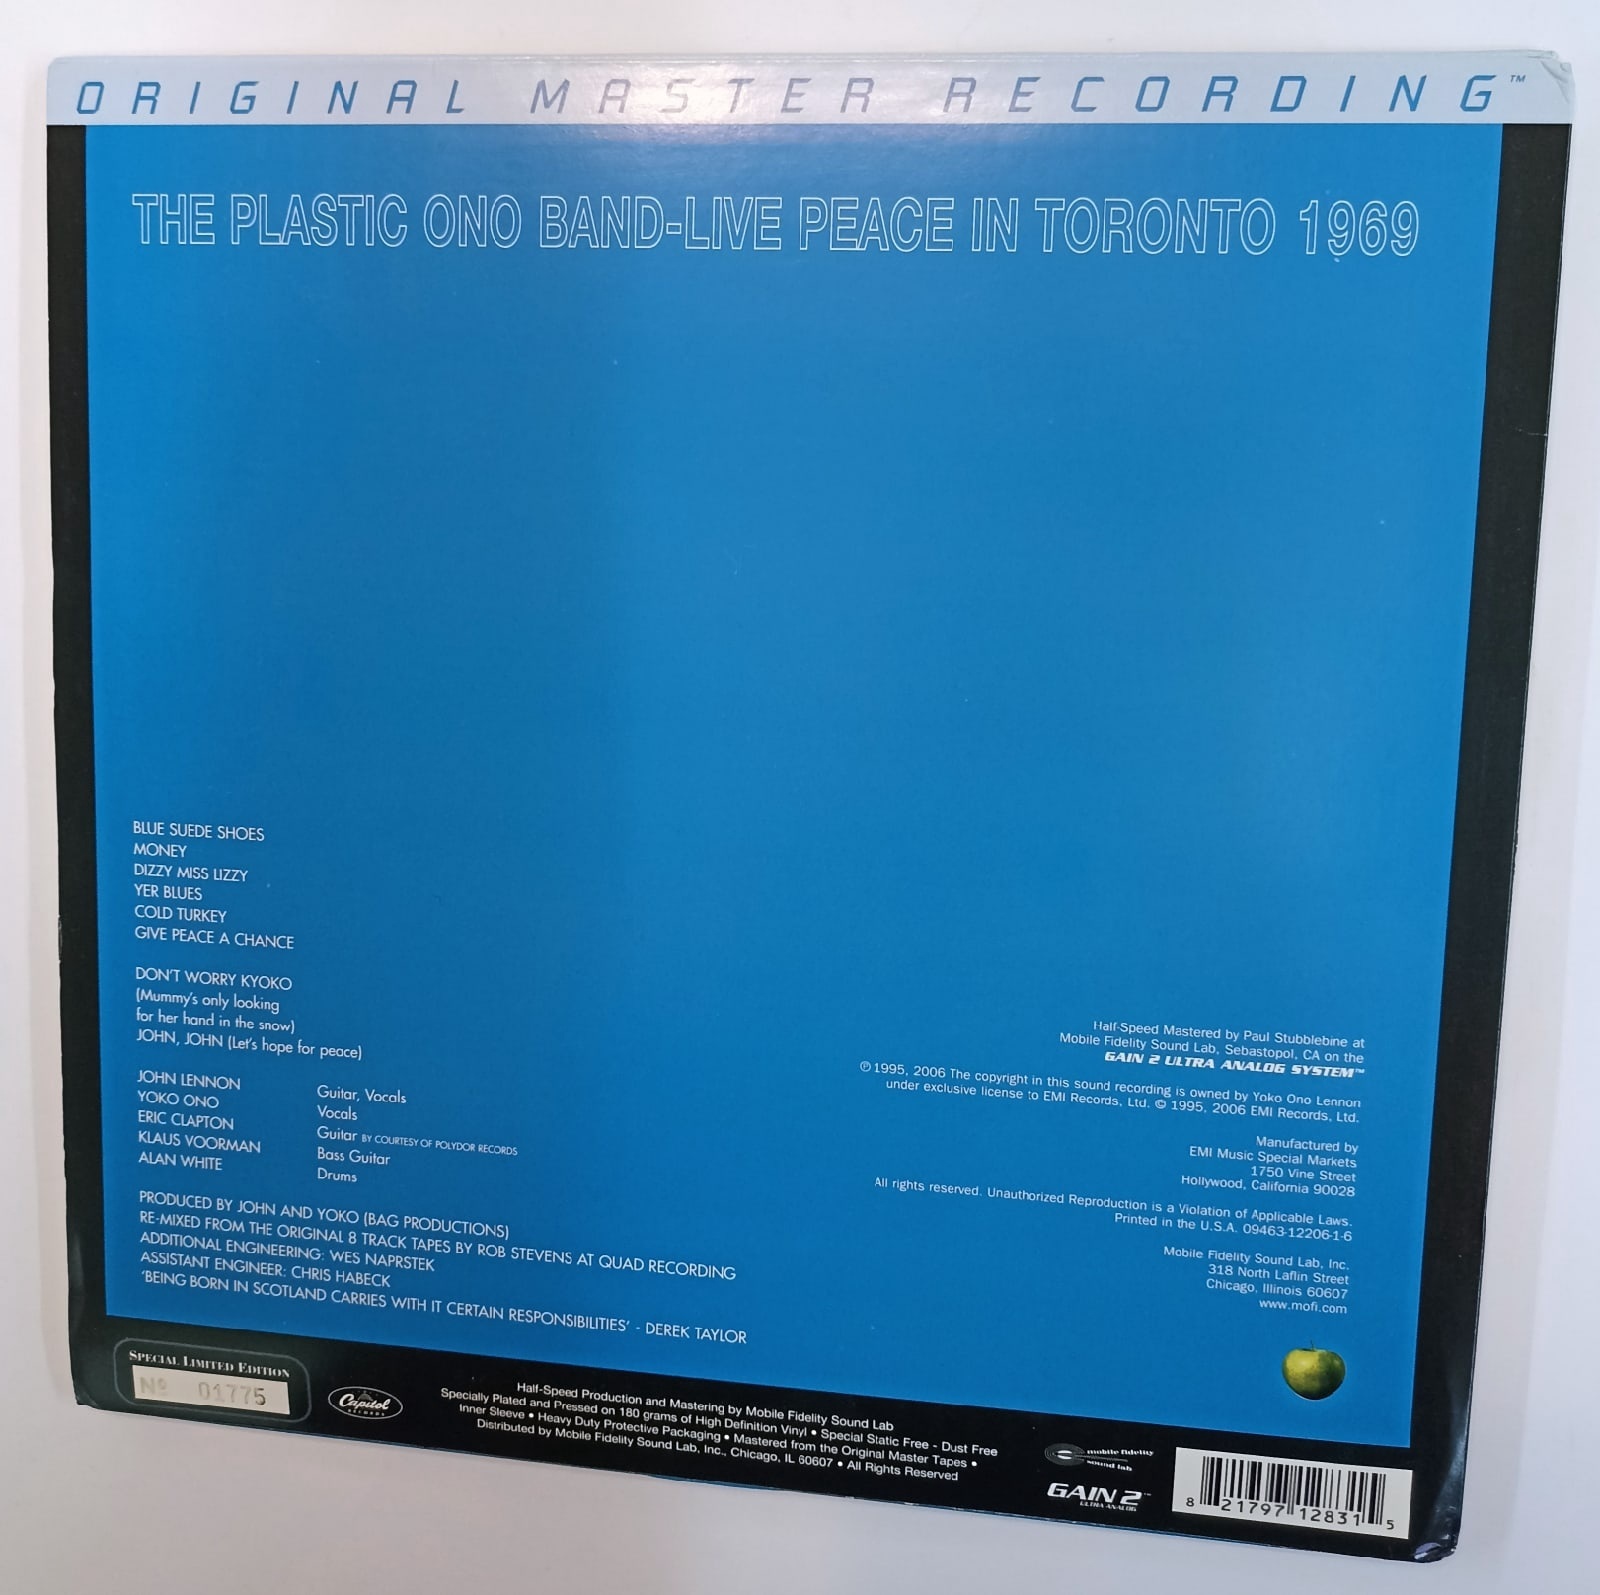 ORIGINAL MASTER RECORDING™
THE PLASTIC ONO BAND-LIVE PEACE IN TORONTO 1969
BLUE SUEDE SHOES
MONEY
DIZZY MISS LIZZY
YER BLUES
COLD TURKEY
GIVE PEACE A CHANCE
DON'T WORRY KYOKO
(Mummy's only looking
for her hand in the snow)
JOHN, JOHN (Let's hope for peace)
JOHN LENNON Guitar, Vocals
YOKO ONO Vocals
ERIC CLAPTON Guitar BY COURTESY OF POLYDOR RECORDS
KLAUS VOORMAN Bass Guitar
ALAN WHITE Drums
PRODUCED BY JOHN AND YOKO (BAG PRODUCTIONS)
RE-MIXED FROM THE ORIGINAL 8 TRACK TAPES BY ROB STEVENS AT QUAD RECORDING
ADDITIONAL ENGINEERING: WES NAPRSTEK
ASSISTANT ENGINEER: CHRIS HABECK
'BEING BORN IN SCOTLAND CARRIES WITH IT CERTAIN RESPONSIBILITIES' - DEREK TAYLOR
Half-Speed Mastered by Paul Stubblebine at
Mobile Fidelity Sound Lab, Sebastopol, CA on the
GAIN 2 ULTRA ANALOG SYSTEM™
℗ 1995, 2006 The copyright in this sound recording is owned by Yoko Ono Lennon
under exclusive license to EMI Records, Ltd. © 1995, 2006 EMI Records, Ltd.
Manufactured by
EMI Music Special Markets
1750 Vine Street
Hollywood, California 90028
All rights reserved. Unauthorized Reproduction is a Violation of Applicable Laws.
Printed in the U.S.A. 09463-12206-1-6
Mobile Fidelity Sound Lab, Inc.
318 North Laflin Street
Chicago, Illinois 60607
www.mofi.com
SPECIAL LIMITED EDITION
Nº 01775
Capitol
RECORDS
Half-Speed Production and Mastering by Mobile Fidelity Sound Lab
Specially Plated and Pressed on 180 grams of High Definition Vinyl • Special Static Free - Dust Free
Inner Sleeve • Heavy Duty Protective Packaging • Mastered from the Original Master Tapes •
Distributed by Mobile Fidelity Sound Lab, Inc., Chicago, IL 60607 • All Rights Reserved
mobile fidelity
sound lab
GAIN 2™
ULTRA ANALOG
8 21797 12831 5